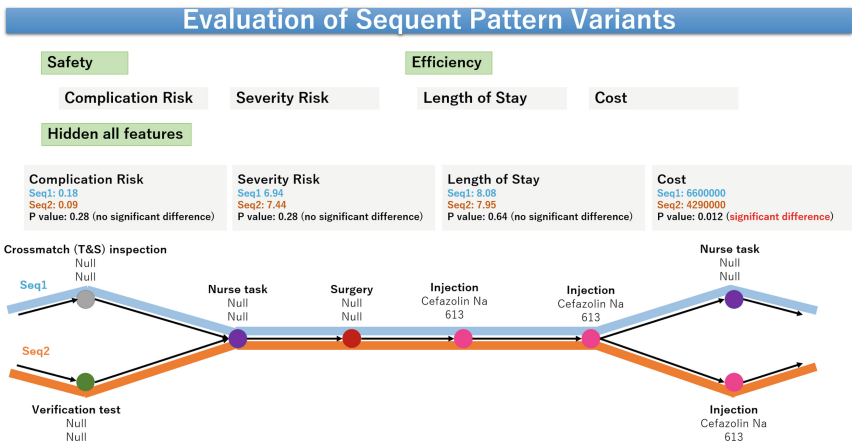 Evaluation of Sequent Pattern Variants
Safety
Efficiency
Complication Risk
Severity Risk
Length of Stay
Cost
Hidden all features
Complication Risk
Seq1: 0.18
Seq2: 0.09
P value: 0.28 (no significant difference)
Severity Risk
Seq1 6.94
Seq2: 7.44
P value: 0.28 (no significant difference)
Length of Stay
Seq1: 8.08
Seq2: 7.95
P value: 0.64 (no significant difference)
Cost
Seq1: 6600000
Seq2: 4290000
P value: 0.012 (significant difference)
Crossmatch (T&S) inspection
Null
Null
Seq1
Nurse task
Null
Null
Surgery
Null
Null
Injection
Cefazolin Na
613
Injection
Cefazolin Na
613
Nurse task
Null
Null
Seq2
Verification test
Null
Null
Injection
Cefazolin Na
613